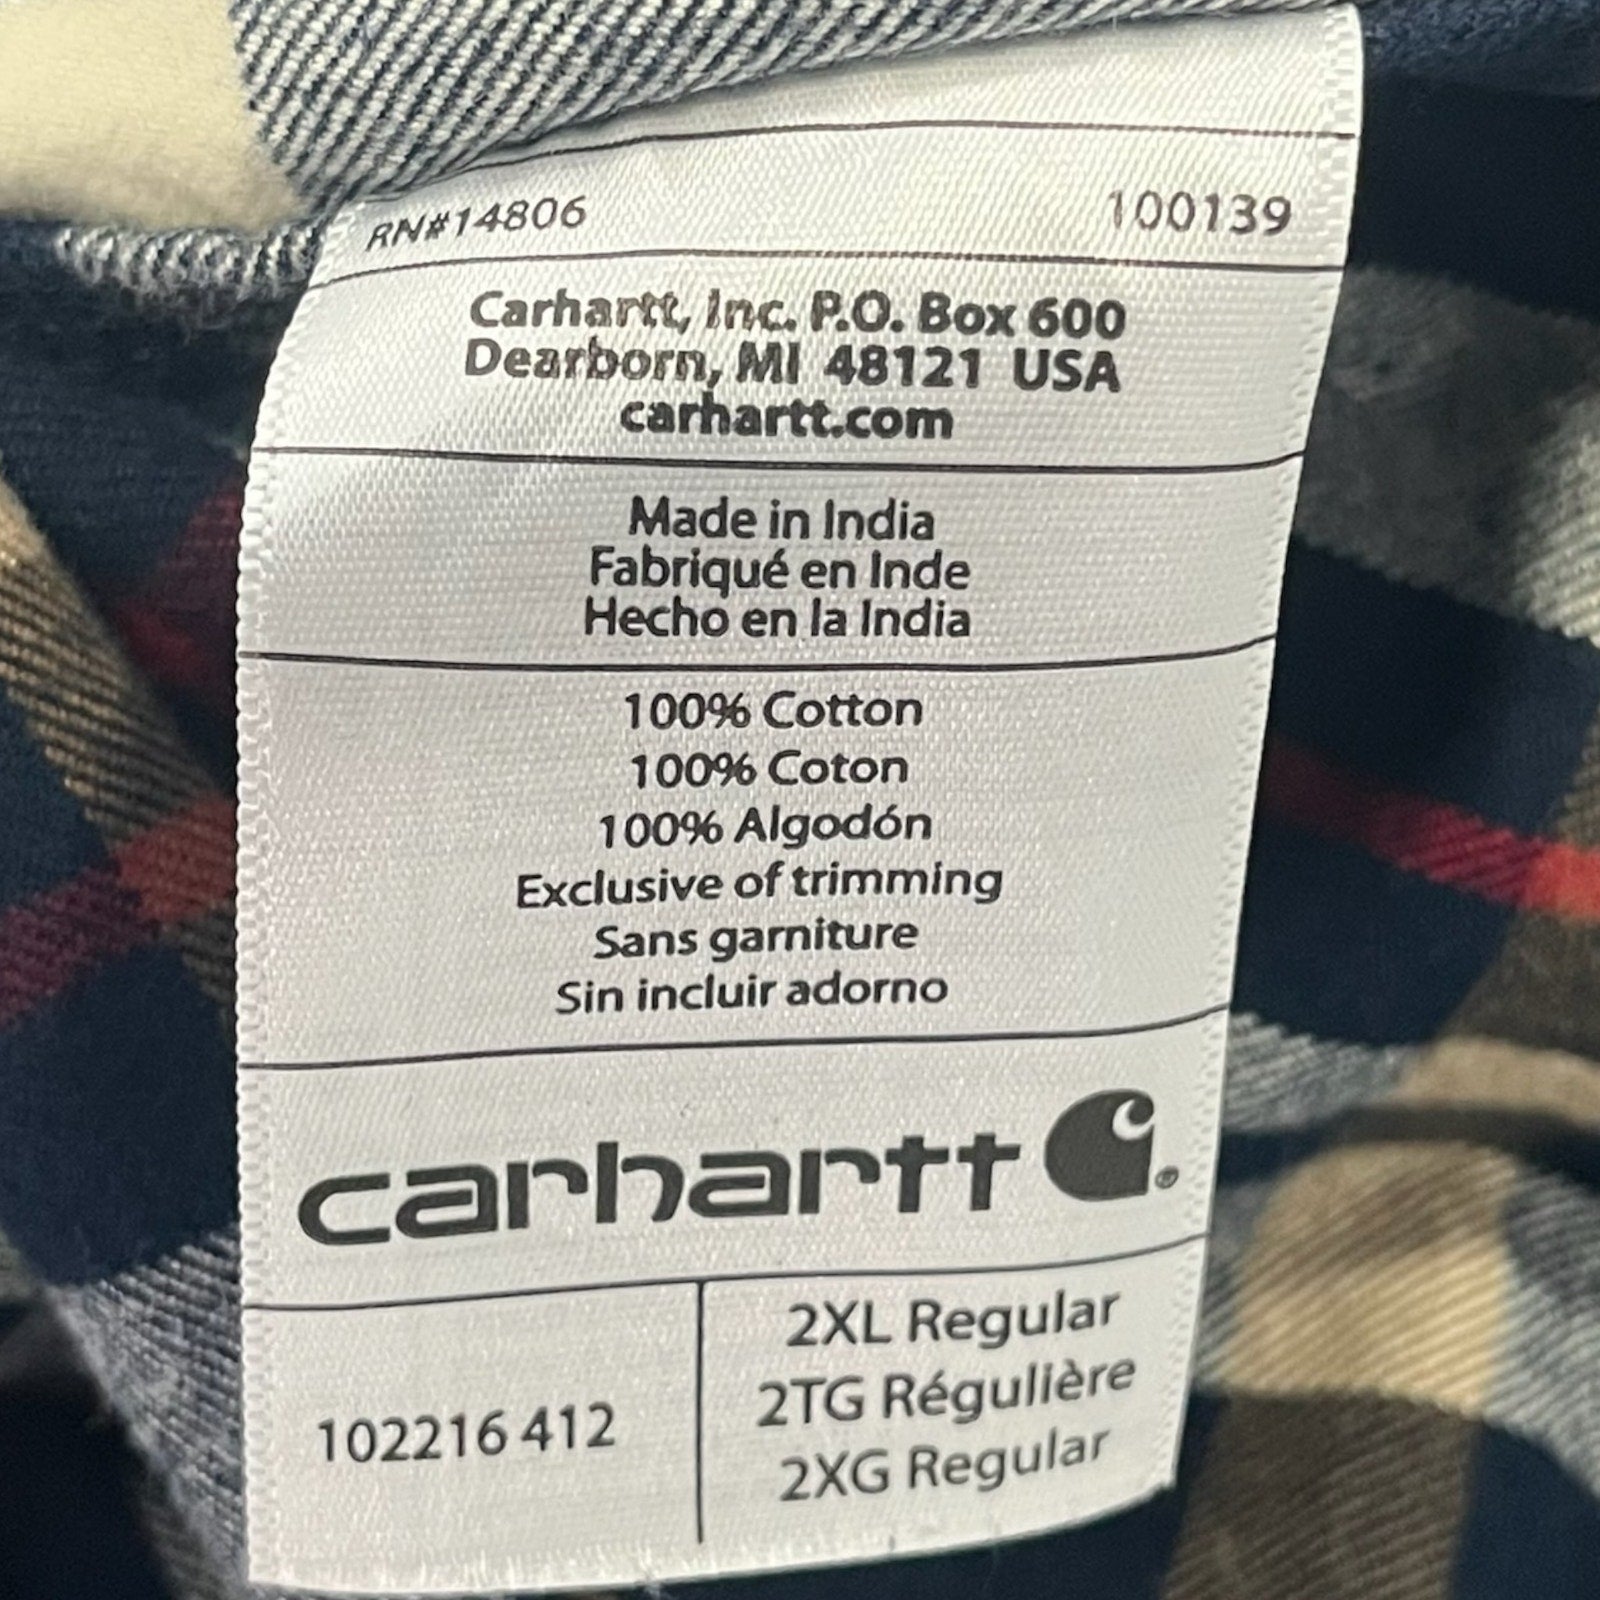 RN#14806 100139
Carhartt, Inc. P.O. Box 600
Dearborn, MI 48121 USA
carhartt.com
Made in India
Fabriqué en Inde
Hecho en la India
100% Cotton
100% Coton
100% Algodón
Exclusive of trimming
Sans garniture
Sin incluir adorno
carhartt ®
102216 412
2XL Regular
2TG Régulière
2XG Regular